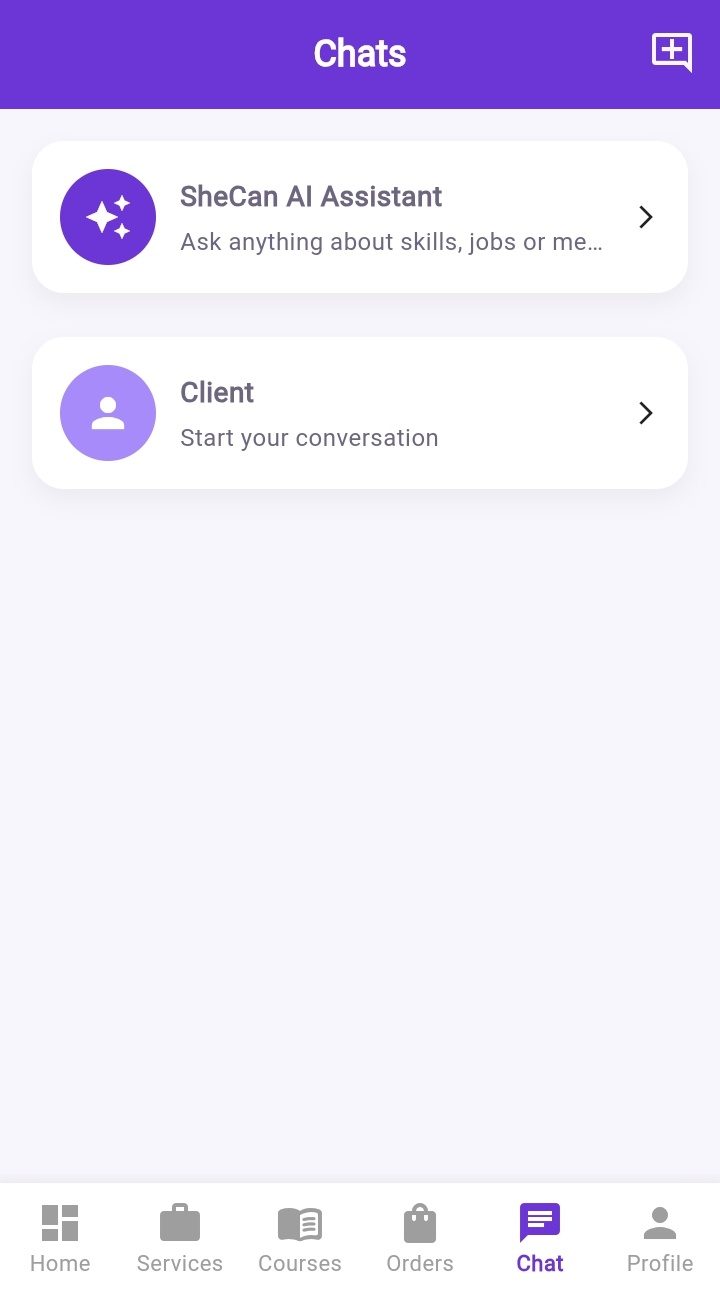 Chats
SheCan AI Assistant
Ask anything about skills, jobs or me...
Client
Start your conversation
Home
Services
Courses
Orders
Chat
Profile